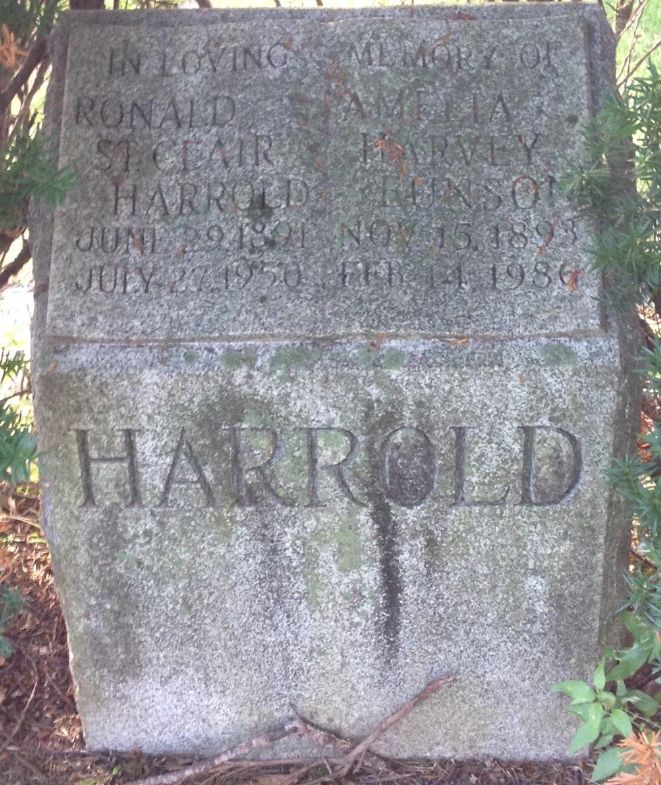 IN LOVING MEMORY OF
RONALD AMELIA
ST. CLAIR HARVEY
HARROLD
JUNE 29, 1891 NOV. 15, 1893
JULY 27, 1950 FEB. 14, 1986
HARROLD